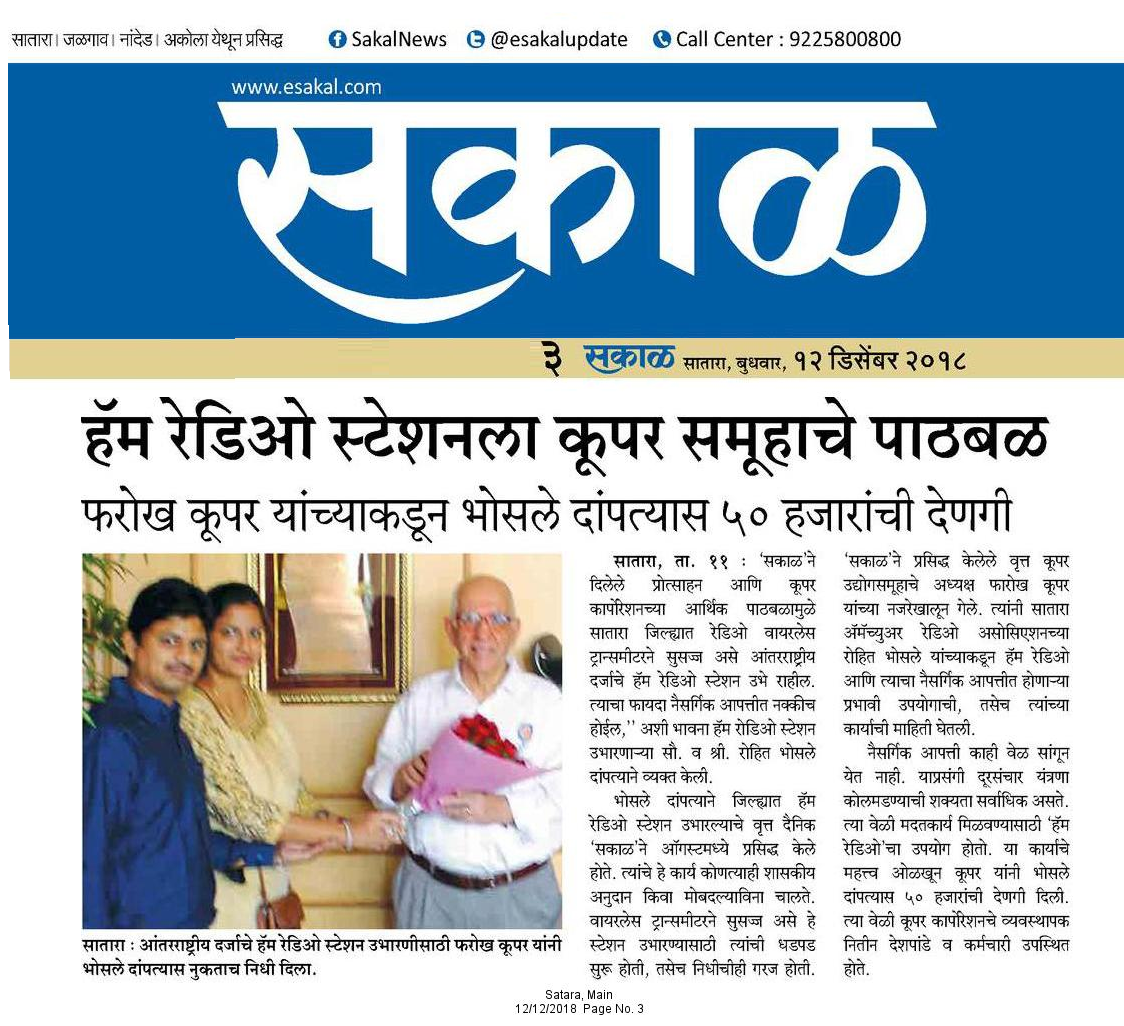 सातारा। जळगाव। नांदेड। अकोला येथून प्रसिद्ध
SakalNews @esakalupdate Call Center : 9225800800
www.esakal.com
सकाळ
३ सकाळ सातारा, बुधवार, १२ डिसेंबर २०१८
हॅम रेडिओ स्टेशनला कूपर समूहाचे पाठबळ
फरोख कूपर यांच्याकडून भोसले दांपत्यास ५० हजारांची देणगी
सातारा : आंतरराष्ट्रीय दर्जाचे हॅम रेडिओ स्टेशन उभारणीसाठी फरोख कूपर यांनी
भोसले दांपत्यास नुकताच निधी दिला.
सातारा, ता. ११ : ‘सकाळ’ने
दिलेले प्रोत्साहन आणि कूपर
कार्पोरेशनच्या आर्थिक पाठबळामुळे
सातारा जिल्ह्यात रेडिओ वायरलेस
ट्रान्समीटरने सुसज्ज असे आंतरराष्ट्रीय
दर्जाचे हॅम रेडिओ स्टेशन उभे राहील.
त्याचा फायदा नैसर्गिक आपत्तीत नक्कीच
होईल,’’ अशी भावना हॅम रोडिओ स्टेशन
उभारणाऱ्या सौ. व श्री. रोहित भोसले
दांपत्याने व्यक्त केली.
भोसले दांपत्याने जिल्ह्यात हॅम
रेडिओ स्टेशन उभारल्याचे वृत्त दैनिक
‘सकाळ’ने ऑगस्टमध्ये प्रसिद्ध केले
होते. त्यांचे हे कार्य कोणत्याही शासकीय
अनुदान किवा मोबदल्याविना चालते.
वायरलेस ट्रान्समीटरने सुसज्ज असे हे
स्टेशन उभारण्यासाठी त्यांची धडपड
सुरू होती, तसेच निधीचीही गरज होती.
‘सकाळ’ने प्रसिद्ध केलेले वृत्त कूपर
उद्योगसमूहाचे अध्यक्ष फारोख कूपर
यांच्या नजरेखालून गेले. त्यांनी सातारा
ॲमॅच्युअर रेडिओ असोसिएशनच्या
रोहित भोसले यांच्याकडून हॅम रेडिओ
आणि त्याचा नैसर्गिक आपत्तीत होणाऱ्या
प्रभावी उपयोगाची, तसेच त्यांच्या
कार्याची माहिती घेतली.
नैसर्गिक आपत्ती काही वेळ सांगून
येत नाही. याप्रसंगी दूरसंचार यंत्रणा
कोलमडण्याची शक्यता सर्वाधिक असते.
त्या वेळी मदतकार्य मिळवण्यासाठी ‘हॅम
रेडिओ’चा उपयोग होतो. या कार्याचे
महत्त्व ओळखून कूपर यांनी भोसले
दांपत्यास ५० हजारांची देणगी दिली.
त्या वेळी कूपर कार्पोरेशनचे व्यवस्थापक
नितीन देशपांडे व कर्मचारी उपस्थित
होते.
Satara, Main
12/12/2018 Page No. 3